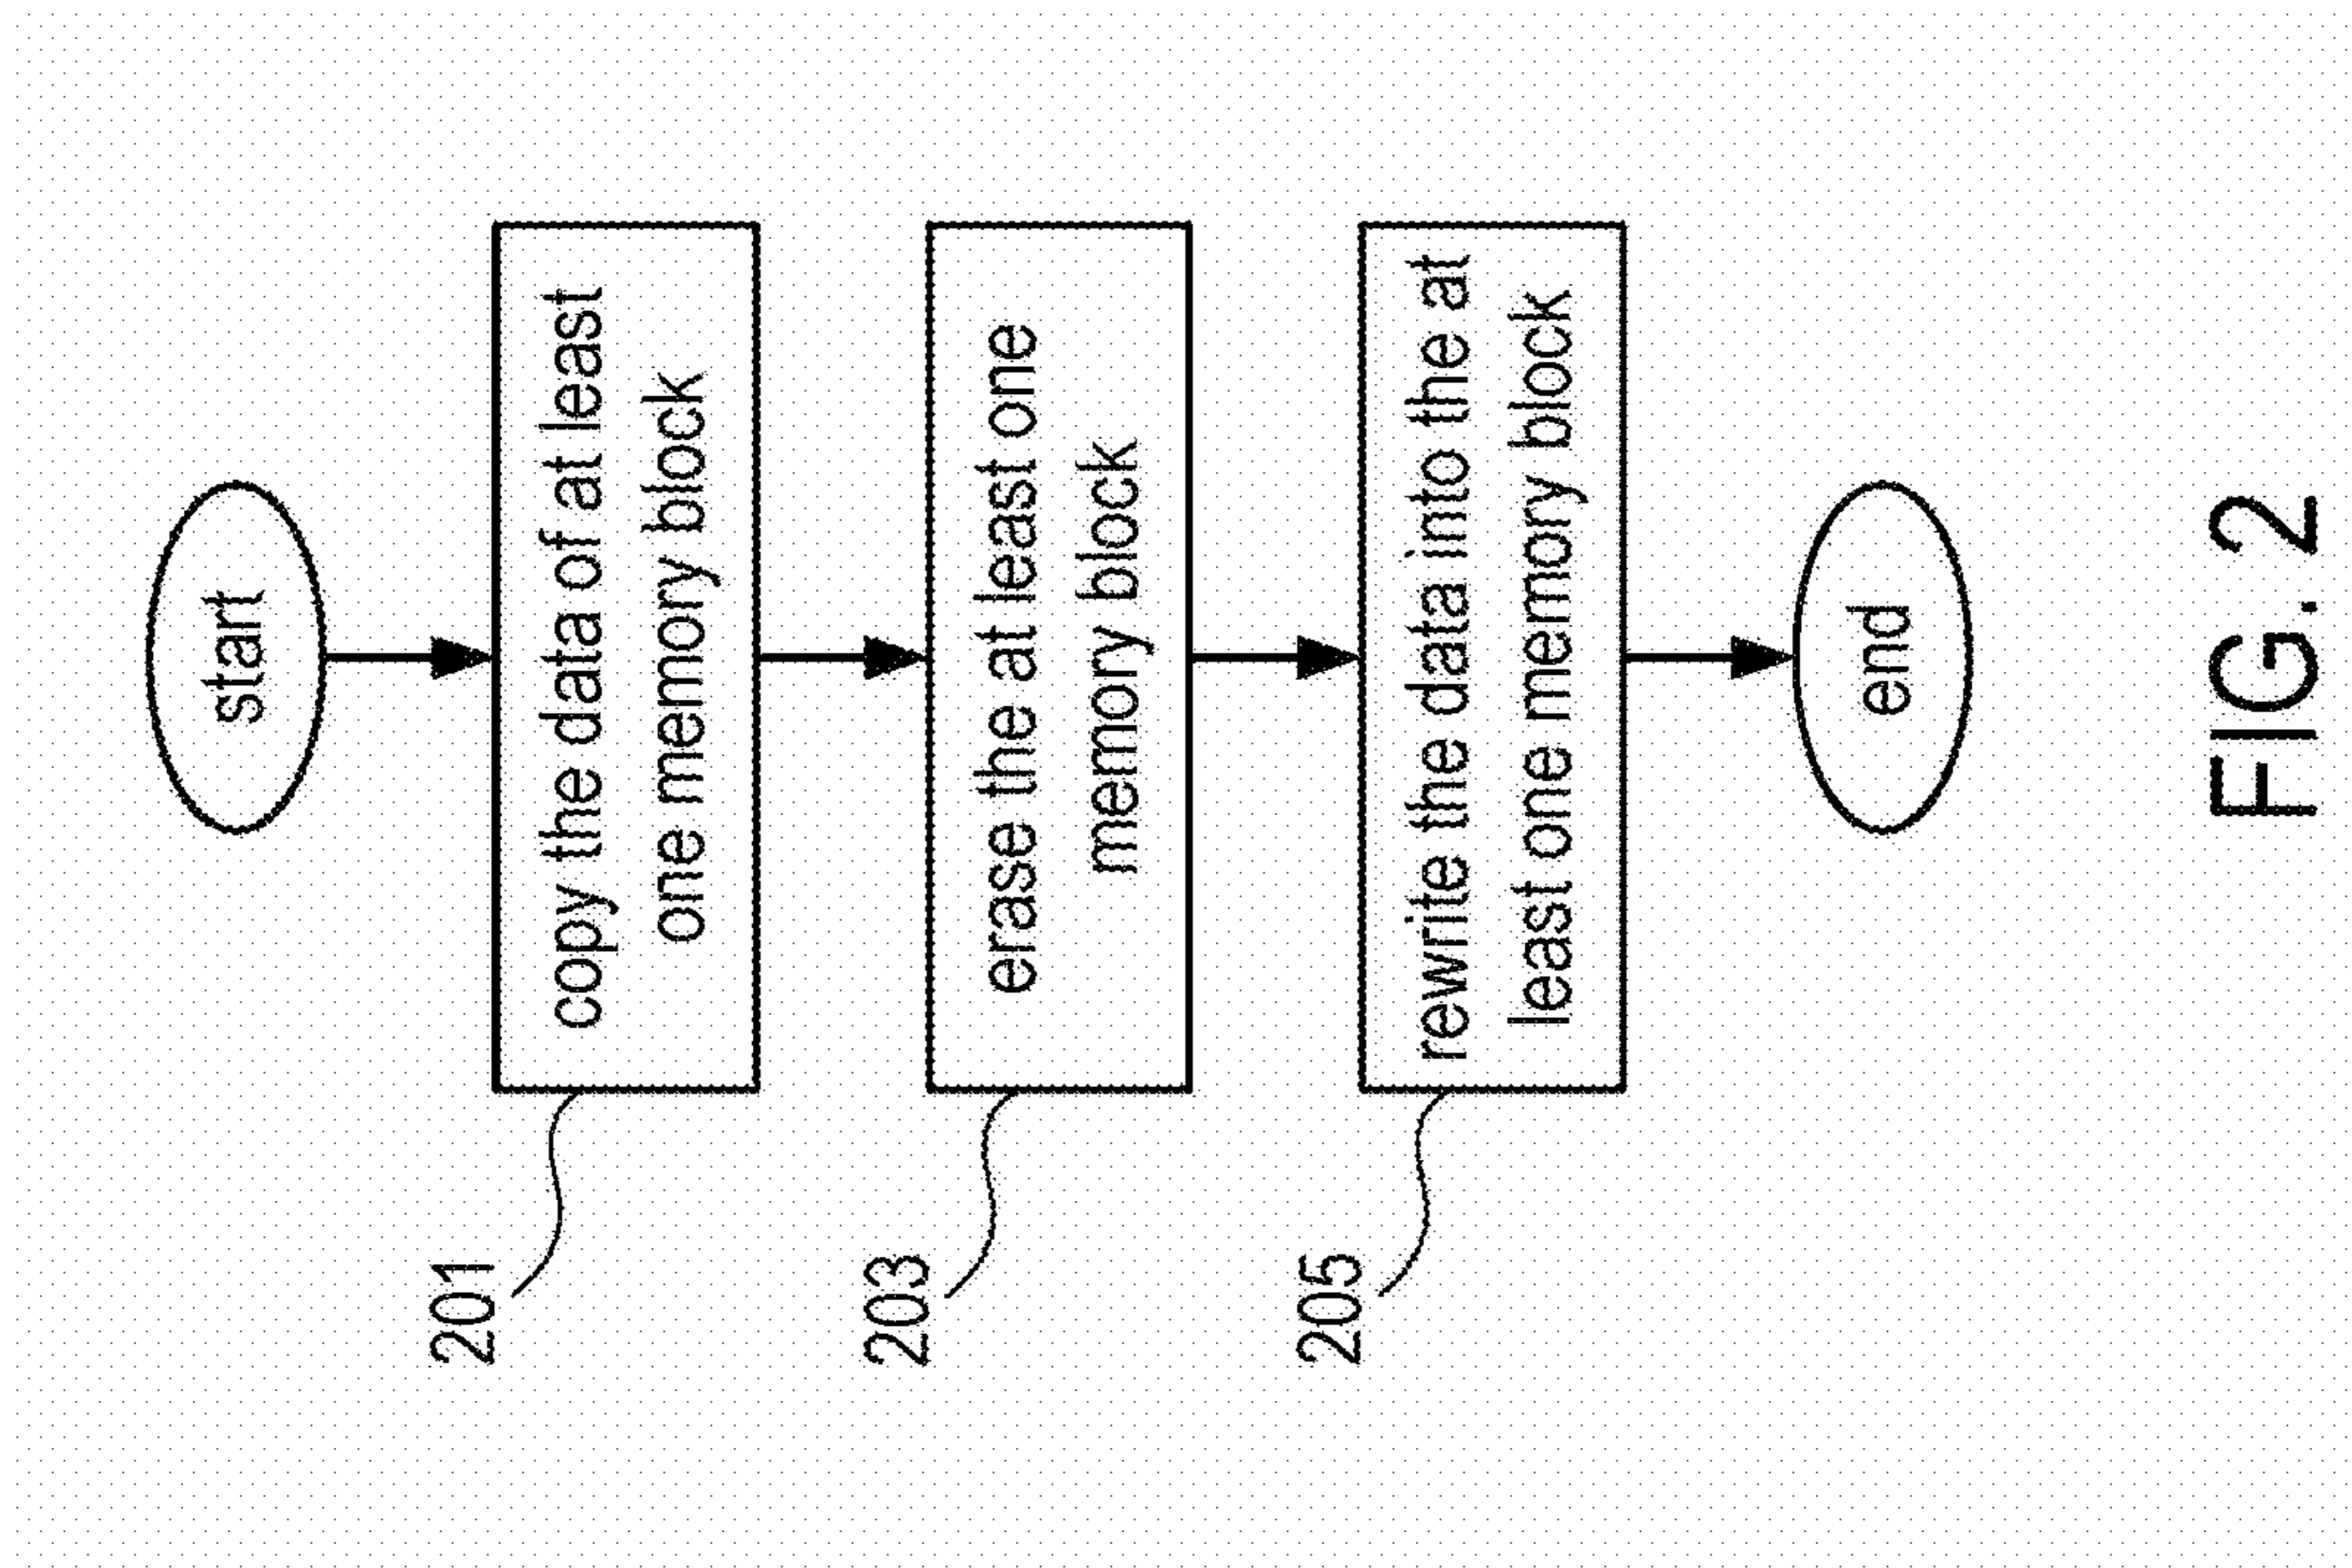 start
201
copy the data of at least
one memory block
203
erase the at least one
memory block
205
rewrite the data into the at
least one memory block
end
FIG. 2